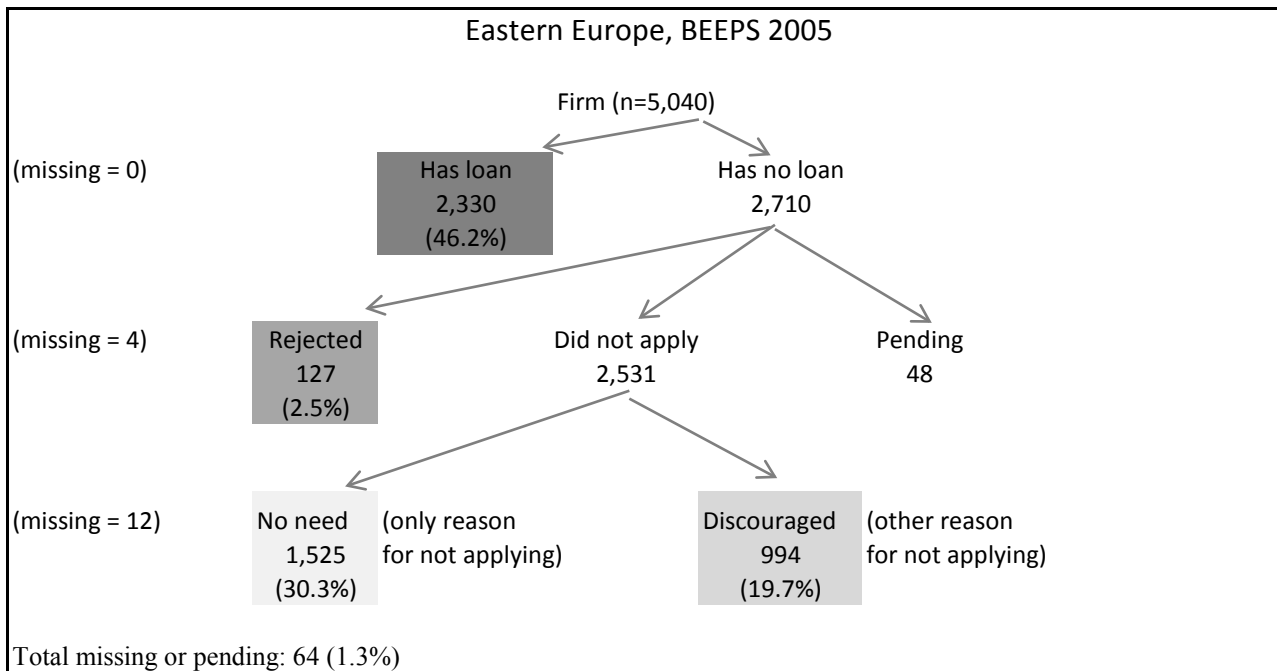 Eastern Europe, BEEPS 2005
Firm (n=5,040)
(missing = 0) Has loan Has no loan
2,330 2,710
(46.2%)
(missing = 4) Rejected Did not apply Pending
127 2,531 48
(2.5%)
(missing = 12) No need (only reason Discouraged (other reason
1,525 for not applying) 994 for not applying)
(30.3%) (19.7%)
Total missing or pending: 64 (1.3%)